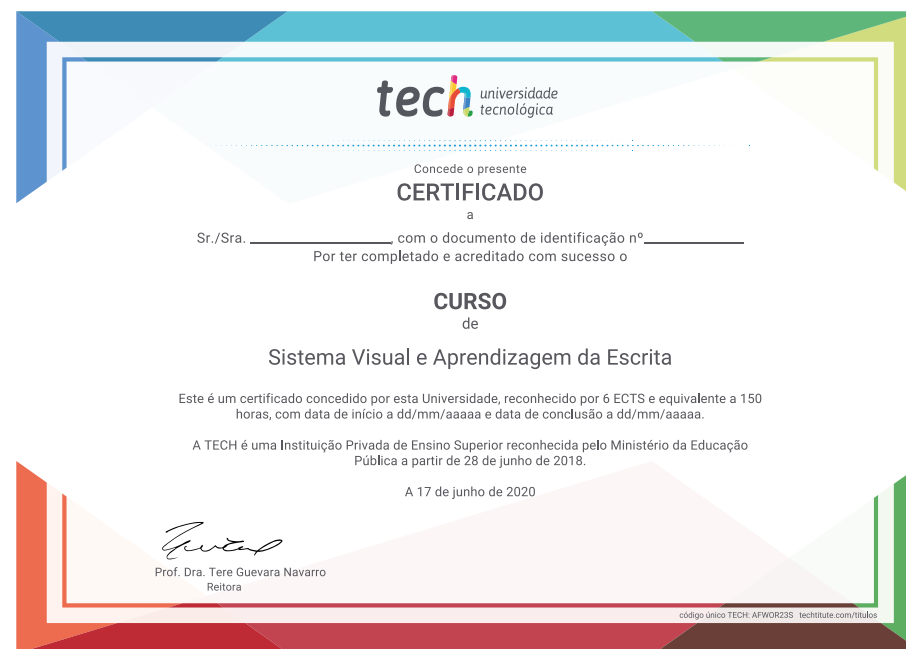 tech universidade
tecnológica
Concede o presente
CERTIFICADO
a
Sr./Sra. ____________________, com o documento de identificação nº______________
Por ter completado e acreditado com sucesso o
CURSO
de
Sistema Visual e Aprendizagem da Escrita
Este é um certificado concedido por esta Universidade, reconhecido por 6 ECTS e equivalente a 150
horas, com data de início a dd/mm/aaaaa e data de conclusão a dd/mm/aaaaa.
A TECH é uma Instituição Privada de Ensino Superior reconhecida pelo Ministério da Educação
Pública a partir de 28 de junho de 2018.
A 17 de junho de 2020
Prof. Dra. Tere Guevara Navarro
Reitora
código único TECH: AFWOR23S techtitute.com/titulos